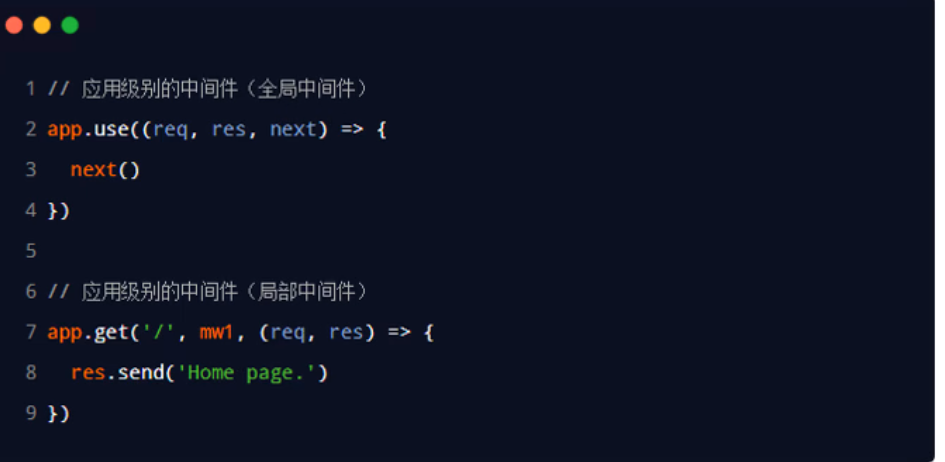 1 // 应用级别的中间件（全局中间件）
2 app.use((req, res, next) => {
3   next()
4 })
5
6 // 应用级别的中间件（局部中间件）
7 app.get('/', mw1, (req, res) => {
8   res.send('Home page.')
9 })